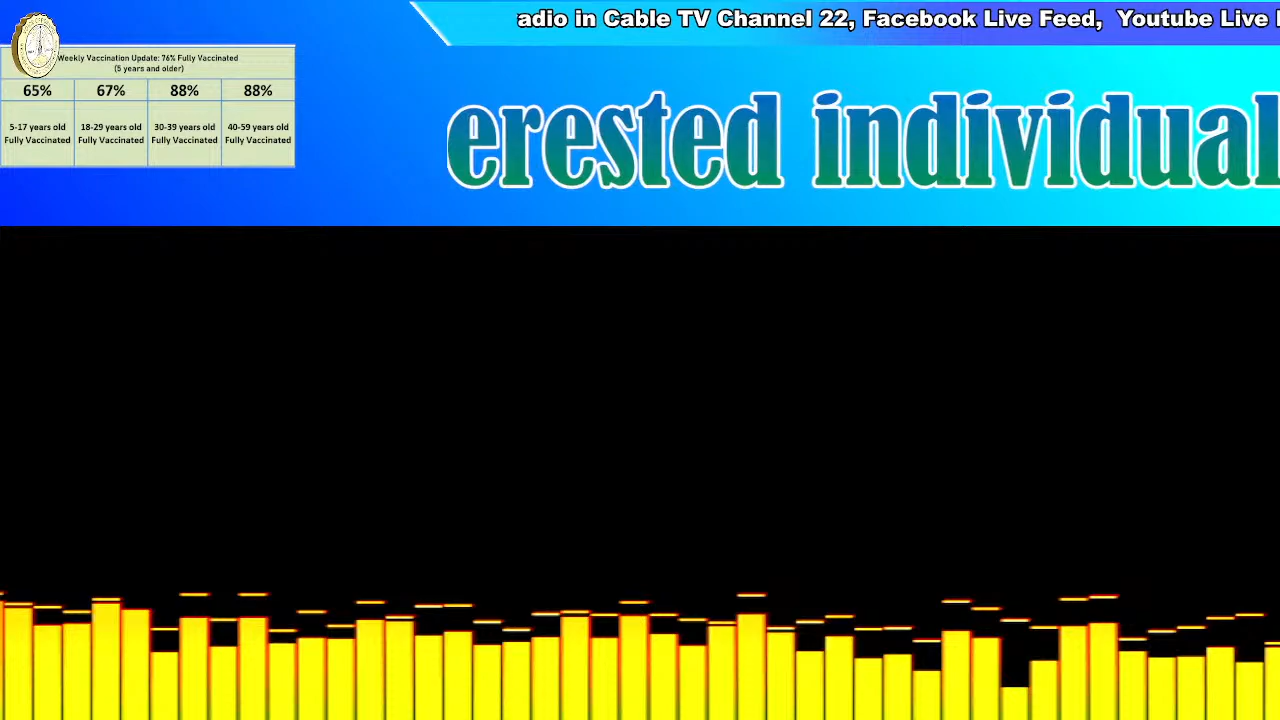 adio in Cable TV Channel 22, Facebook Live Feed, Youtube Live
Weekly Vaccination Update: 76% Fully Vaccinated
(5 years and older)
65% 67% 88% 88%
5-17 years old 18-29 years old 30-39 years old 40-59 years old
Fully Vaccinated Fully Vaccinated Fully Vaccinated Fully Vaccinated
erested individual